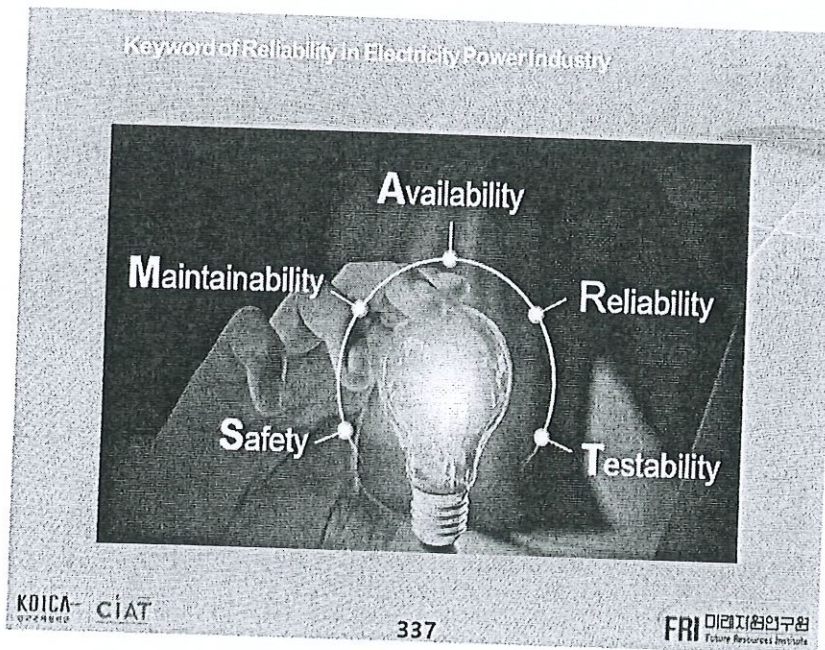 Keyword of Reliability in Electricity Power Industry
Availability
Maintainability
Reliability
Safety
Testability
KOICA
CIAT
337
FRI 미래자원연구원
Future Resources Institute